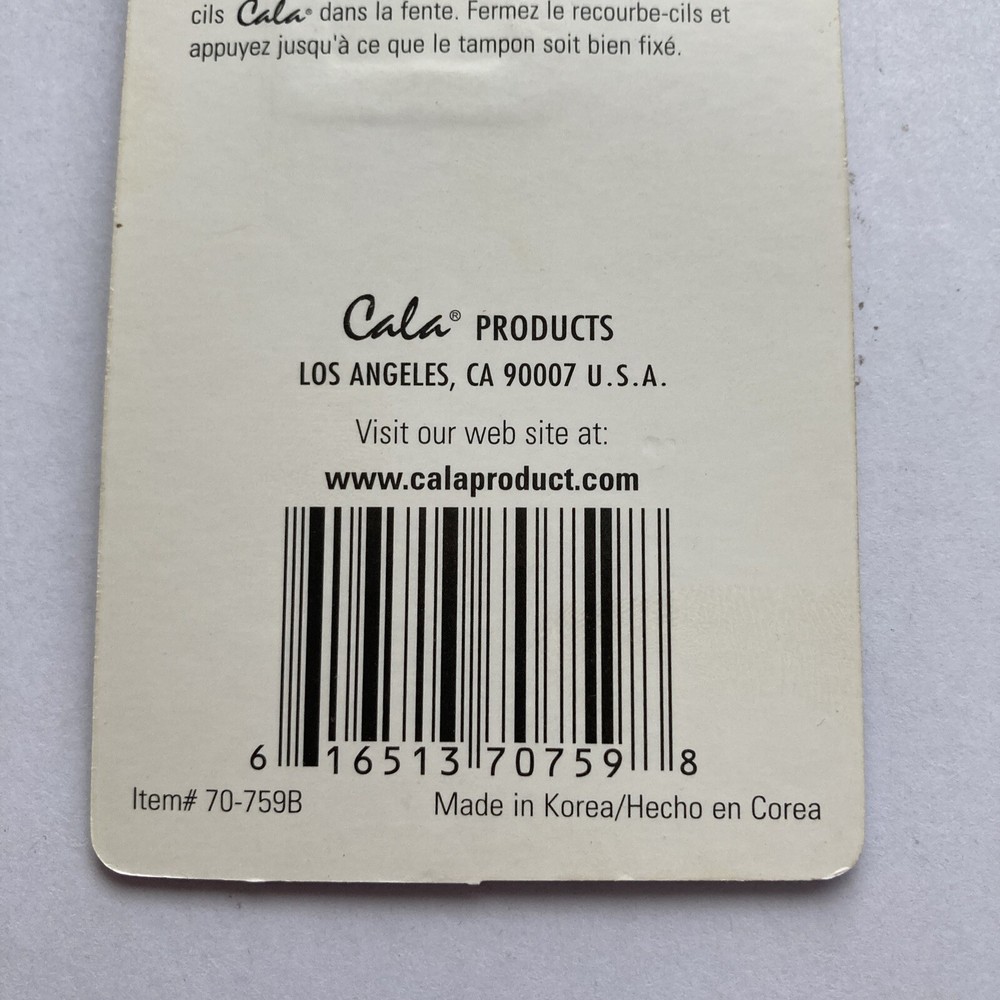 cils Cala® dans la fente. Fermez le recourbe-cils et
appuyez jusqu'à ce que le tampon soit bien fixé.
Cala® PRODUCTS
LOS ANGELES, CA 90007 U.S.A.
Visit our web site at:
www.calaproduct.com
6 16513 70759 8
Item# 70-759B Made in Korea/Hecho en Corea